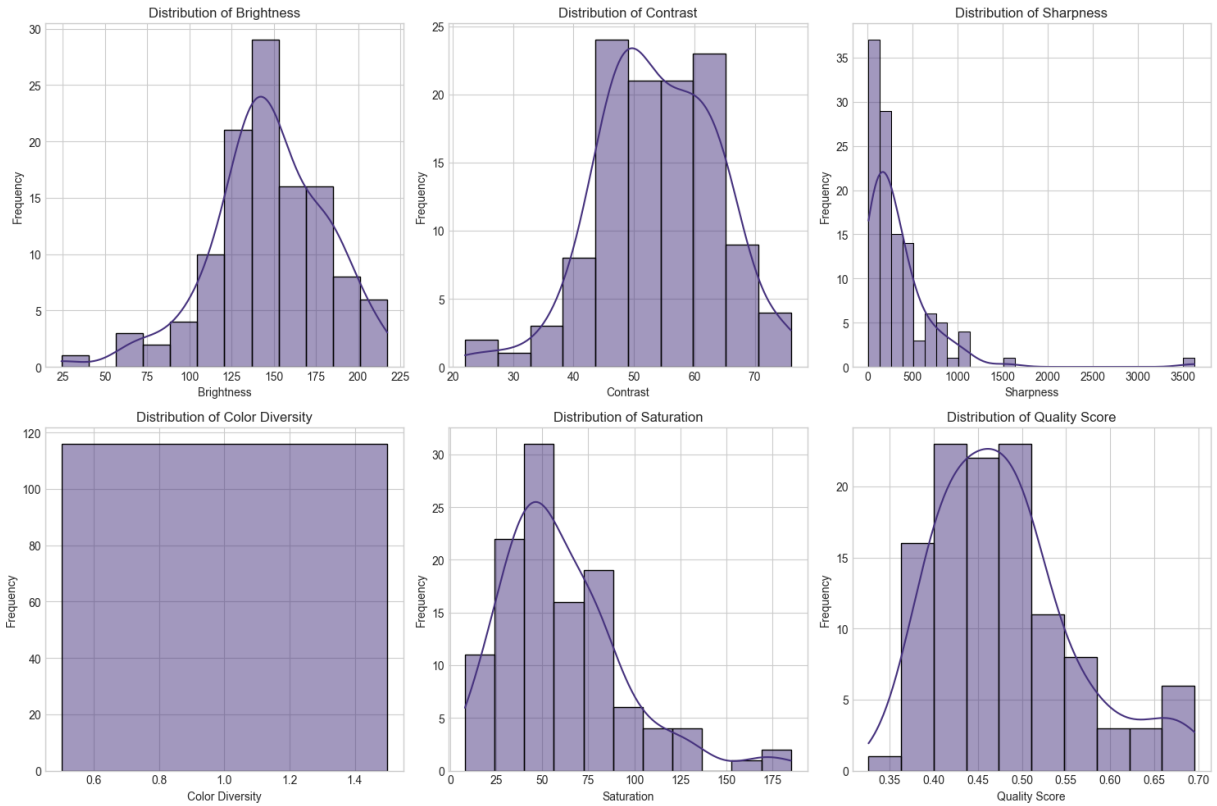 Distribution of Brightness
Frequency
30
25
20
15
10
5
0
25 50 75 100 125 150 175 200 225
Brightness
Distribution of Contrast
Frequency
25
20
15
10
5
0
20 30 40 50 60 70
Contrast
Distribution of Sharpness
Frequency
35
30
25
20
15
10
5
0
0 500 1000 1500 2000 2500 3000 3500
Sharpness
Distribution of Color Diversity
Frequency
120
100
80
60
40
20
0
0.6 0.8 1.0 1.2 1.4
Color Diversity
Distribution of Saturation
Frequency
30
25
20
15
10
5
0
0 25 50 75 100 125 150 175
Saturation
Distribution of Quality Score
Frequency
20
15
10
5
0
0.35 0.40 0.45 0.50 0.55 0.60 0.65 0.70
Quality Score